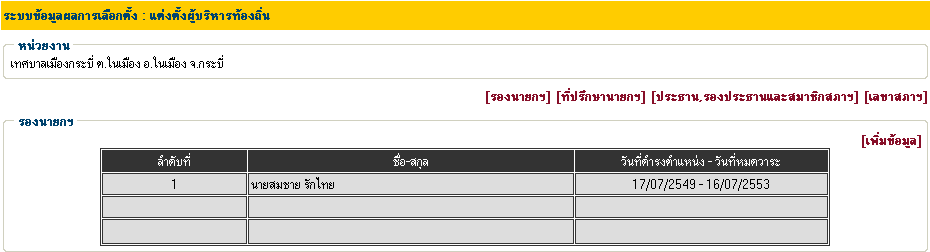 ระบบข้อมูลผลการเลือกตั้ง : แต่งตั้งผู้บริหารท้องถิ่น
หน่วยงาน
เทศบาลเมืองกระบี่ ต.ในเมือง อ.ในเมือง จ.กระบี่
[รองนายกฯ] [ที่ปรึกษานายกฯ] [ประธาน,รองประธานและสมาชิกสภาฯ] [เลขาสภาฯ]
รองนายกฯ
[เพิ่มข้อมูล]
ลำดับที่ ชื่อ-สกุล วันที่ดำรงตำแหน่ง - วันที่หมดวาระ
1 นายสมชาย รักไทย 17/07/2549 - 16/07/2553